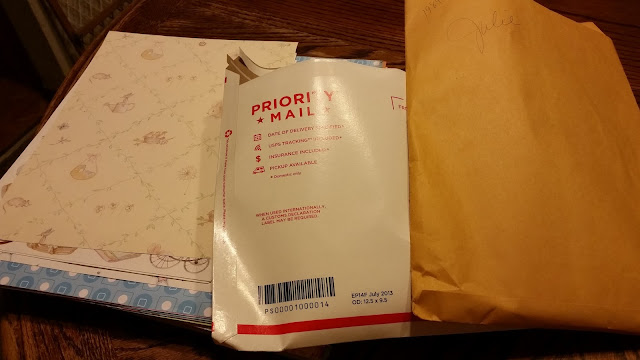 PRIORITY
★ MAIL ★
DATE OF DELIVERY SPECIFIED*
USPS TRACKING™ INCLUDED*
$ INSURANCE INCLUDED*
PICKUP AVAILABLE
* Domestic only
WHEN USED INTERNATIONALLY,
A CUSTOMS DECLARATION
LABEL MAY BE REQUIRED.
PS00001000014
EP14F July 2013
OD: 12.5 x 9.5
Julie